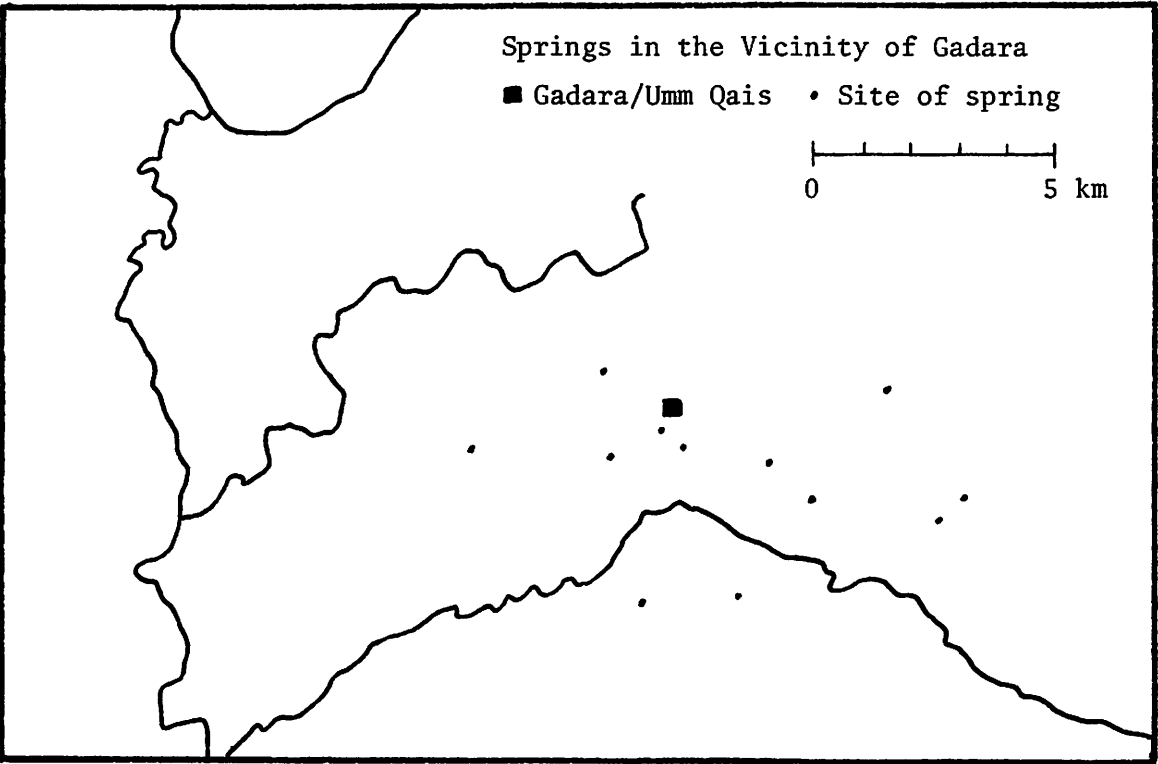 Springs in the Vicinity of Gadara
Gadara/Umm Qais • Site of spring
0 5 km